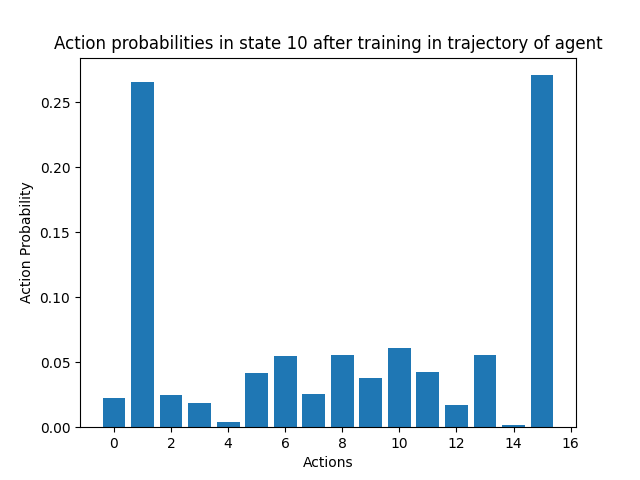 Action probabilities in state 10 after training in trajectory of agent
0.25
0.20
0.15
0.10
0.05
0.00
Action Probability
0 2 4 6 8 10 12 14 16
Actions